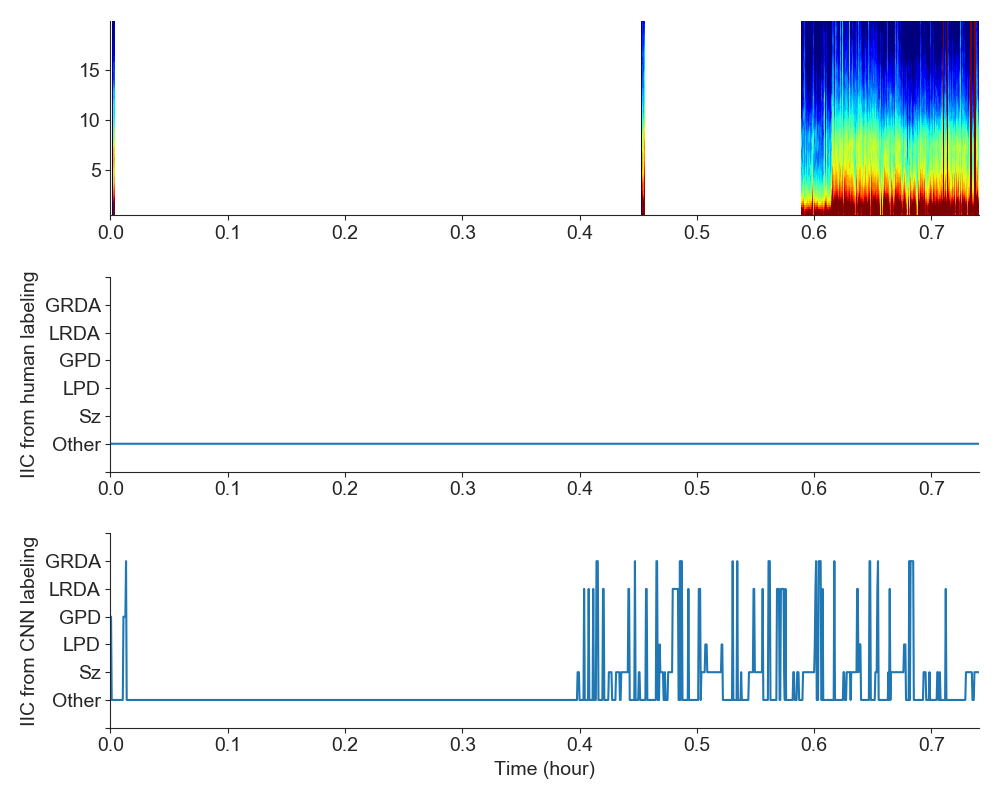 15
10
5
0.0 0.1 0.2 0.3 0.4 0.5 0.6 0.7
IIC from human labeling
GRDA
LRDA
GPD
LPD
Sz
Other
0.0 0.1 0.2 0.3 0.4 0.5 0.6 0.7
IIC from CNN labeling
GRDA
LRDA
GPD
LPD
Sz
Other
0.0 0.1 0.2 0.3 0.4 0.5 0.6 0.7
Time (hour)